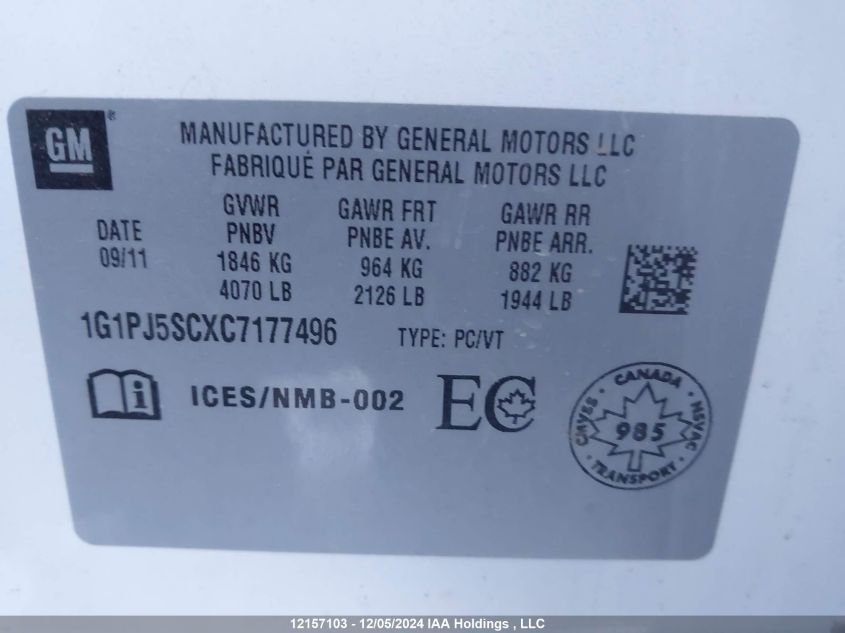 GM®
MANUFACTURED BY GENERAL MOTORS LLC
FABRIQUÉ PAR GENERAL MOTORS LLC
DATE
09/11
GVWR
PNBV
1846 KG
4070 LB
GAWR FRT
PNBE AV.
964 KG
2126 LB
GAWR RR
PNBE ARR.
882 KG
1944 LB
1G1PJ5SCXC7177496 TYPE: PC/VT
i ICES/NMB-002 EC
CANADA
CMVSS 985 NSVAC
TRANSPORT
12157103 - 12/05/2024 IAA Holdings , LLC